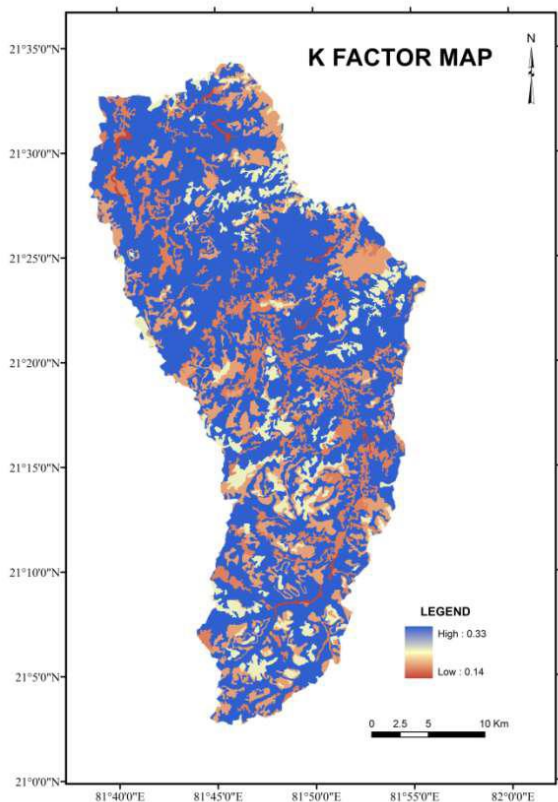 K FACTOR MAP
N
21°35'0"N
21°30'0"N
21°25'0"N
21°20'0"N
21°15'0"N
21°10'0"N
21°5'0"N
21°0'0"N
LEGEND
High : 0.33
Low : 0.14
0 2.5 5 10 Km
81°40'0"E 81°45'0"E 81°50'0"E 81°55'0"E 82°0'0"E